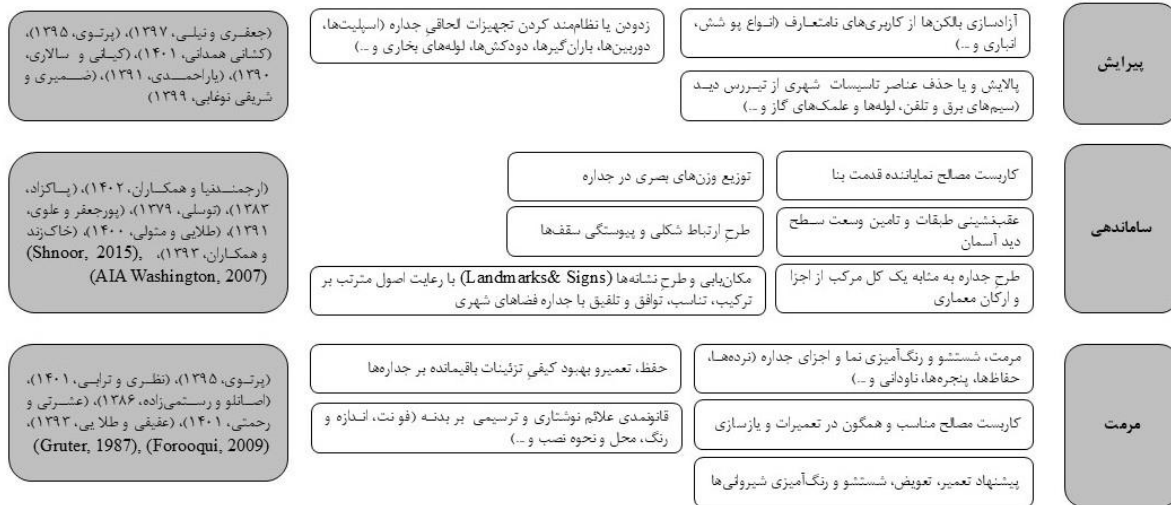 پیرایش
آزادسازی بالکن‌ها از کاربری‌های نامتعارف (انواع پوشش،
انباری و ...)
زدودن یا نظام‌مند کردن تجهیزات الحاقیِ جداره (اسپلیت‌ها،
دوربین‌ها، باران‌گیرها، دودکش‌ها، لوله‌های بخاری و ...)
پالایش و یا حذف عناصر تاسیسات شهری از تیررس دید
(سیم‌های برق و تلفن، لوله‌ها و علمک‌های گاز و ...)
(جعفری و نیلی، ۱۳۹۷)، (پرتوی، ۱۳۹۵)،
(کشانی همدانی، ۱۴۰۱)، (کیانی و سالاری،
۱۳۹۰)، (یاراحمدی، ۱۳۹۱)، (ضمیری و
شریقی نوغابی، ۱۳۹۹)
ساماندهی
کاربست مصالح نمایاننده قدمت بنا
توزیع وزن‌های بصری در جداره
عقب‌نشینی طبقات و تامین وسعت سطح
دید آسمان
طرح ارتباط شکلی و پیوستگی سقف‌ها
طرح جداره به مثابه یک کل مرکب از اجزا
و ارکان معماری
مکان‌یابی و طرح نشانه‌ها (Landmarks& Signs) با رعایت اصول مترتب بر
ترکیب، تناسب، توافق و تلفیق با جداره فضاهای شهری
(ارجمندنیا و همکاران، ۱۴۰۲)، (پاکزاد،
۱۳۸۳)، (توسلی، ۱۳۷۹)، (پورجعفر و علوی،
۱۳۹۱)، (طلایی و متولی، ۱۴۰۰)، (خاک‌زند
و همکاران، ۱۳۹۳)، (Shnoor, 2015),
(AIA Washington, 2007)
مرمت
مرمت، شستشو و رنگ‌آمیزی نما و اجزای جداره (نرده‌ها،
حفاظ‌ها، پنجره‌ها، ناودانی و ...)
حفظ، تعمیرو بهبود کیفیِ تزئینات باقیمانده بر جداره‌ها
کاربست مصالح مناسب و همگون در تعمیرات و یازسازی
قانونمدی علائم نوشتاری و ترسیمی بر بدنه (فونت، اندازه و
رنگ، محل و نحوه نصب و ...)
پیشنهاد تعمیر، تعویض، شستشو و رنگ‌آمیزی شیروانی‌ها
(پرتوی، ۱۳۹۵)، (نظری و ترابی، ۱۴۰۱)،
(اصانلو و رستمی‌زاده، ۱۳۸۶)، (عشرتی و
رحمتی، ۱۴۰۱)، (عفیفی و طلایی، ۱۳۹۳)،
(Gruter, 1987), (Forooqui, 2009)